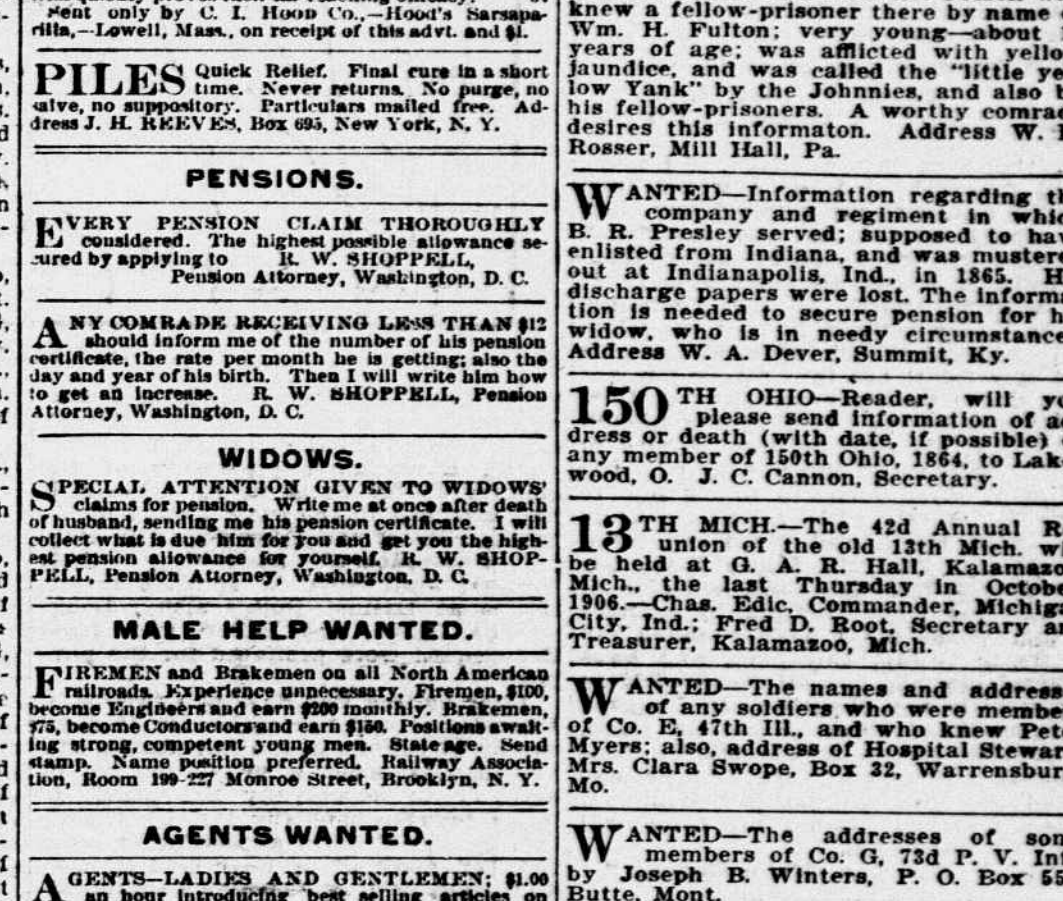 Sent only by C. I. HOOD CO.,—Hood's Sarsapa-
rilla,—Lowell, Mass., on receipt of this advt. and $1.
PILES Quick Relief. Final cure in a short
time. Never returns. No purge, no
salve, no suppository. Particulars mailed free. Ad-
dress J. H. REEVES, Box 695, New York, N. Y.
PENSIONS.
EVERY PENSION CLAIM THOROUGHLY
considered. The highest possible allowance se-
cured by applying to R. W. SHOPPELL,
Pension Attorney, Washington, D. C.
ANY COMRADE RECEIVING LESS THAN $12
should inform me of the number of his pension
certificate, the rate per month he is getting; also the
day and year of his birth. Then I will write him how
to get an increase. R. W. SHOPPELL, Pension
Attorney, Washington, D. C.
WIDOWS.
SPECIAL ATTENTION GIVEN TO WIDOWS'
claims for pension. Write me at once after death
of husband, sending me his pension certificate. I will
collect what is due him for you and get you the high-
est pension allowance for yourself. R. W. SHOP-
PELL, Pension Attorney, Washington, D. C.
MALE HELP WANTED.
FIREMEN and Brakemen on all North American
railroads. Experience unnecessary. Firemen, $100,
become Engineers and earn $200 monthly. Brakemen,
$75, become Conductors and earn $150. Positions await-
ing strong, competent young men. State age. Send
stamp. Name position preferred. Railway Associa-
tion, Room 199-227 Monroe Street, Brooklyn, N. Y.
AGENTS WANTED.
AGENTS—LADIES AND GENTLEMEN; $1.00
an hour introducing best selling articles on
knew a fellow-prisoner there by name
Wm. H. Fulton; very young—about
years of age; was afflicted with yello
jaundice, and was called the "little ye
low Yank" by the Johnnies, and also b
his fellow-prisoners. A worthy comrad
desires this informaton. Address W.
Rosser, Mill Hall, Pa.
WANTED—Information regarding th
company and regiment in whic
B. R. Presley served; supposed to hav
enlisted from Indiana, and was mustere
out at Indianapolis, Ind., in 1865. H
discharge papers were lost. The informa
tion is needed to secure pension for h
widow, who is in needy circumstance
Address W. A. Dever, Summit, Ky.
150TH OHIO—Reader, will yo
please send information of ad
dress or death (with date, if possible)
any member of 150th Ohio, 1864, to Lak
wood, O. J. C. Cannon, Secretary.
13TH MICH.—The 42d Annual R
union of the old 13th Mich. wi
be held at G. A. R. Hall, Kalamazo
Mich., the last Thursday in Octobe
1906.—Chas. Edic, Commander, Michiga
City, Ind.; Fred D. Root, Secretary an
Treasurer, Kalamazoo, Mich.
WANTED—The names and address
of any soldiers who were membe
of Co. E, 47th Ill., and who knew Pet
Myers; also, address of Hospital Stewar
Mrs. Clara Swope, Box 32, Warrensbur
Mo.
WANTED—The addresses of som
members of Co. G, 73d P. V. Inf
by Joseph B. Winters, P. O. Box 55
Butte, Mont.